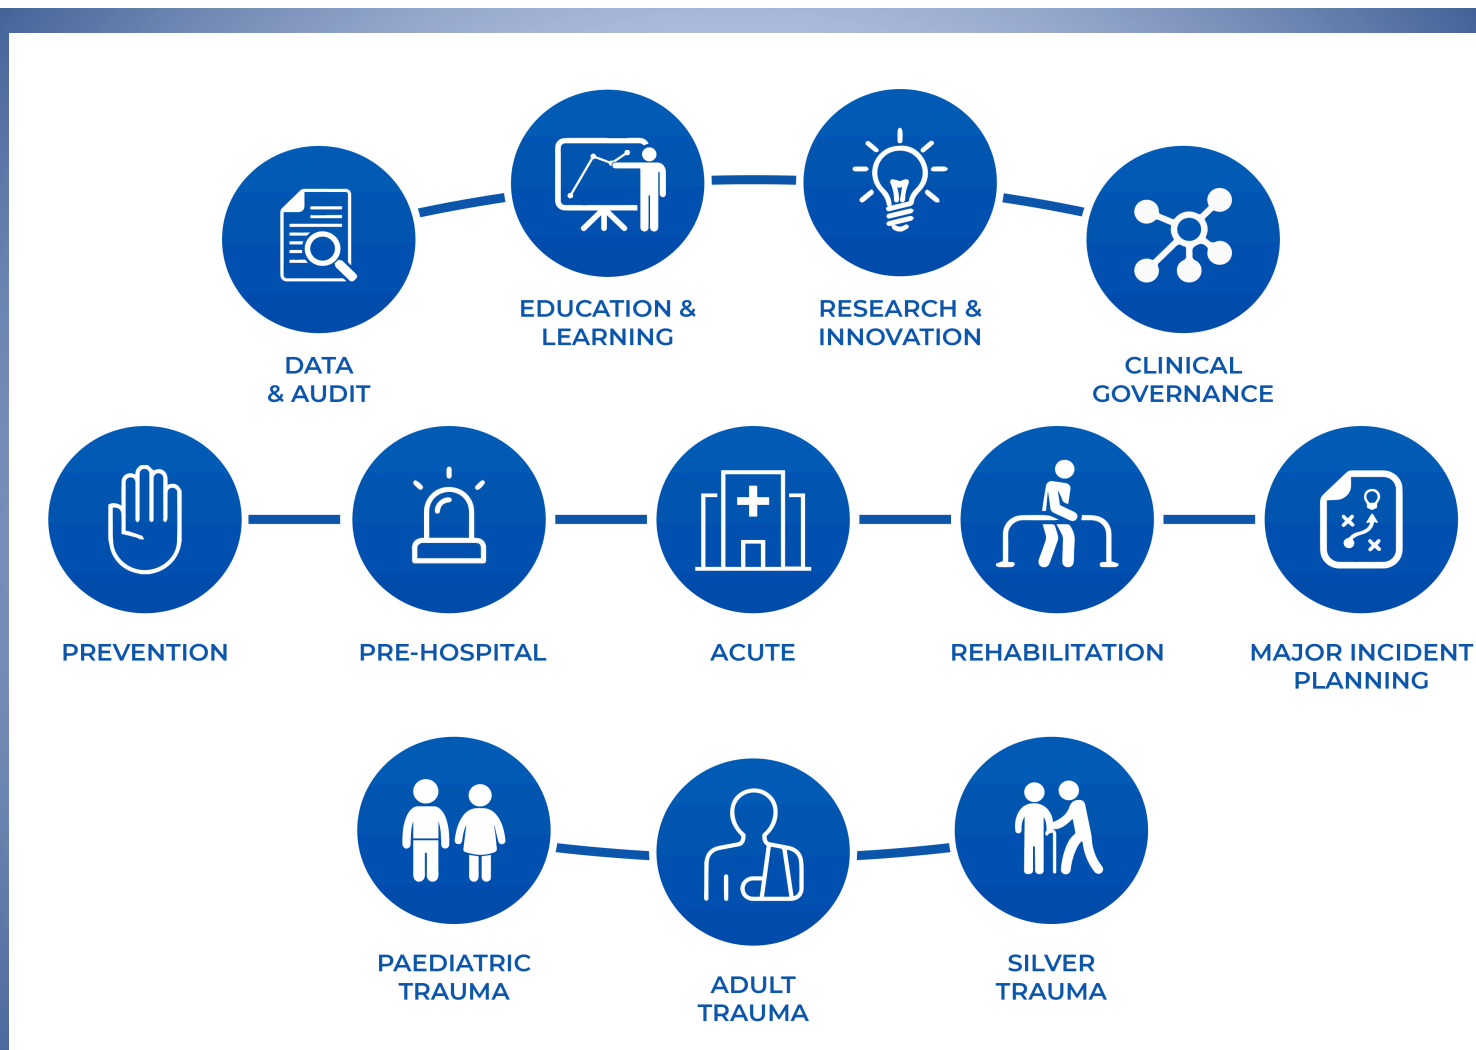 DATA
& AUDIT
EDUCATION &
LEARNING
RESEARCH &
INNOVATION
CLINICAL
GOVERNANCE
PREVENTION
PRE-HOSPITAL
ACUTE
REHABILITATION
MAJOR INCIDENT
PLANNING
PAEDIATRIC
TRAUMA
ADULT
TRAUMA
SILVER
TRAUMA